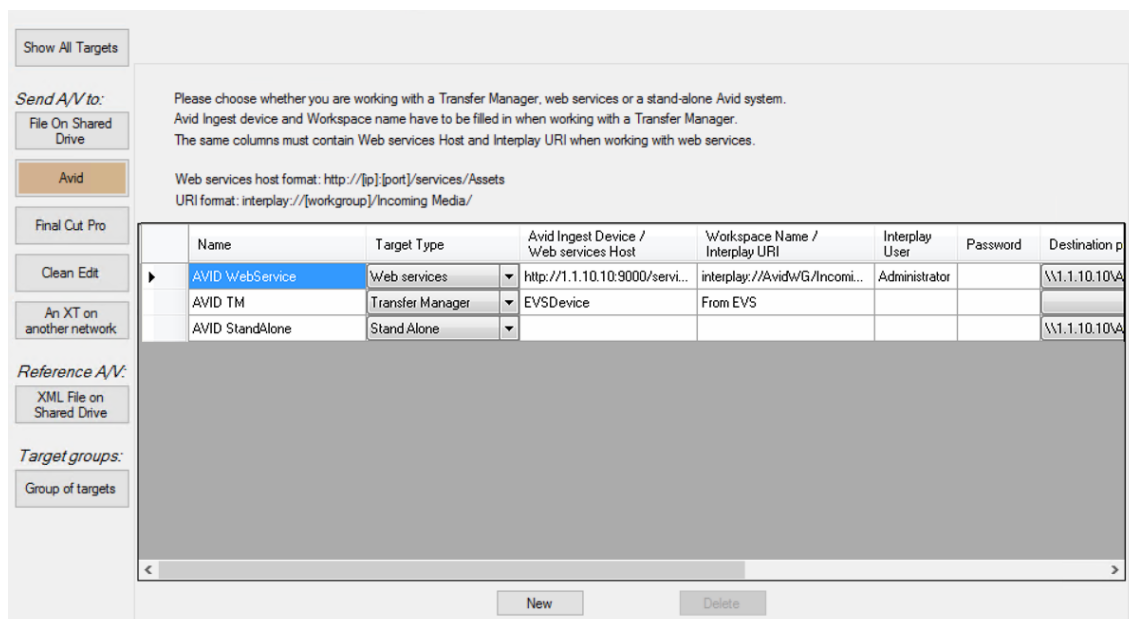 Show All Targets
Send A/V to:
File On Shared
Drive
Avid
Final Cut Pro
Clean Edit
An XT on
another network
Reference A/V:
XML File on
Shared Drive
Target groups:
Group of targets
Please choose whether you are working with a Transfer Manager, web services or a stand-alone Avid system.
Avid Ingest device and Workspace name have to be filled in when working with a Transfer Manager.
The same columns must contain Web services Host and Interplay URI when working with web services.
Web services host format: http://[ip]:[port]/services/Assets
URI format: interplay://[workgroup]/Incoming Media/
Name Target Type Avid Ingest Device / Web services Host Workspace Name / Interplay URI Interplay User Password Destination p
AVID WebService Web services http://1.1.10.10:9000/servi... interplay://AvidWG/Incomi... Administrator \\1.1.10.10\A
AVID TM Transfer Manager EVSDevice From EVS
AVID StandAlone Stand Alone \\1.1.10.10\A
New Delete